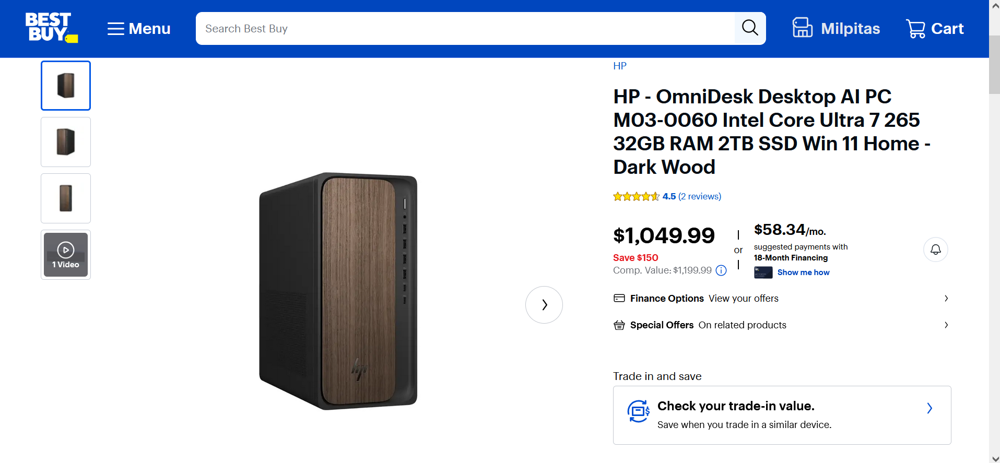 BEST
BUY
Menu
Search Best Buy
Milpitas
Cart
1 Video
hp
HP
HP - OmniDesk Desktop AI PC
M03-0060 Intel Core Ultra 7 265
32GB RAM 2TB SSD Win 11 Home -
Dark Wood
4.5 (2 reviews)
$1,049.99
Save $150
Comp. Value: $1,199.99
or
$58.34/mo.
suggested payments with
18-Month Financing
Show me how
Finance Options View your offers
Special Offers On related products
Trade in and save
Check your trade-in value.
Save when you trade in a similar device.